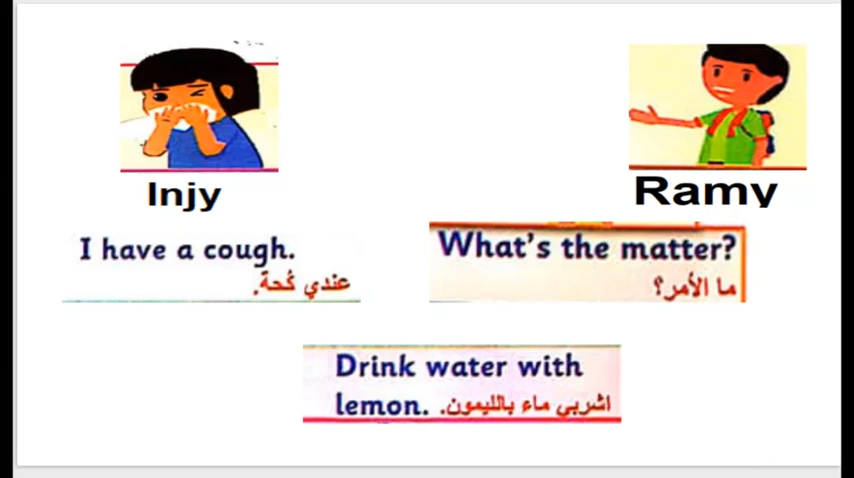 Injy
Ramy
I have a cough.
عندي كُحة.
What's the matter?
ما الأمر؟
Drink water with
lemon. اشربي ماء بالليمون.